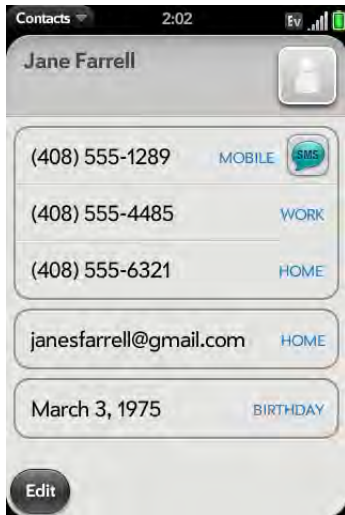 Contacts 2:02 Ev
Jane Farrell
(408) 555-1289 MOBILE SMS
(408) 555-4485 WORK
(408) 555-6321 HOME
janesfarrell@gmail.com HOME
March 3, 1975 BIRTHDAY
Edit